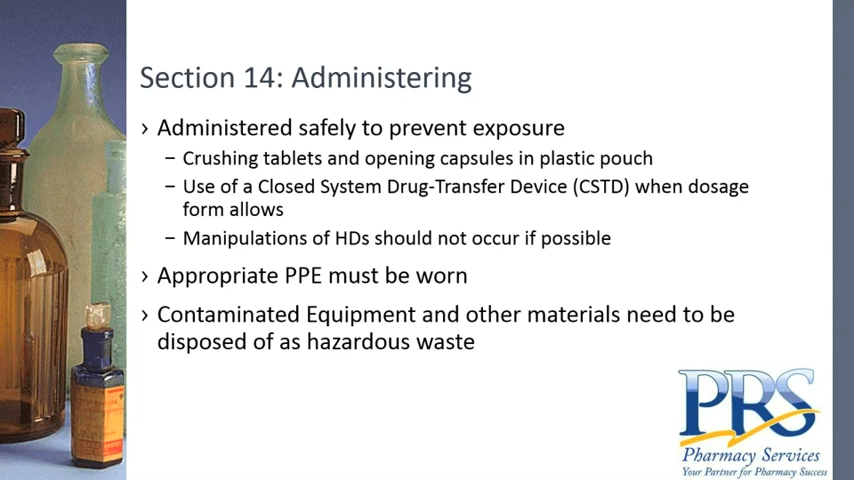 Section 14: Administering
› Administered safely to prevent exposure
– Crushing tablets and opening capsules in plastic pouch
– Use of a Closed System Drug-Transfer Device (CSTD) when dosage
form allows
– Manipulations of HDs should not occur if possible
› Appropriate PPE must be worn
› Contaminated Equipment and other materials need to be
disposed of as hazardous waste
PRS
Pharmacy Services
Your Partner for Pharmacy Success